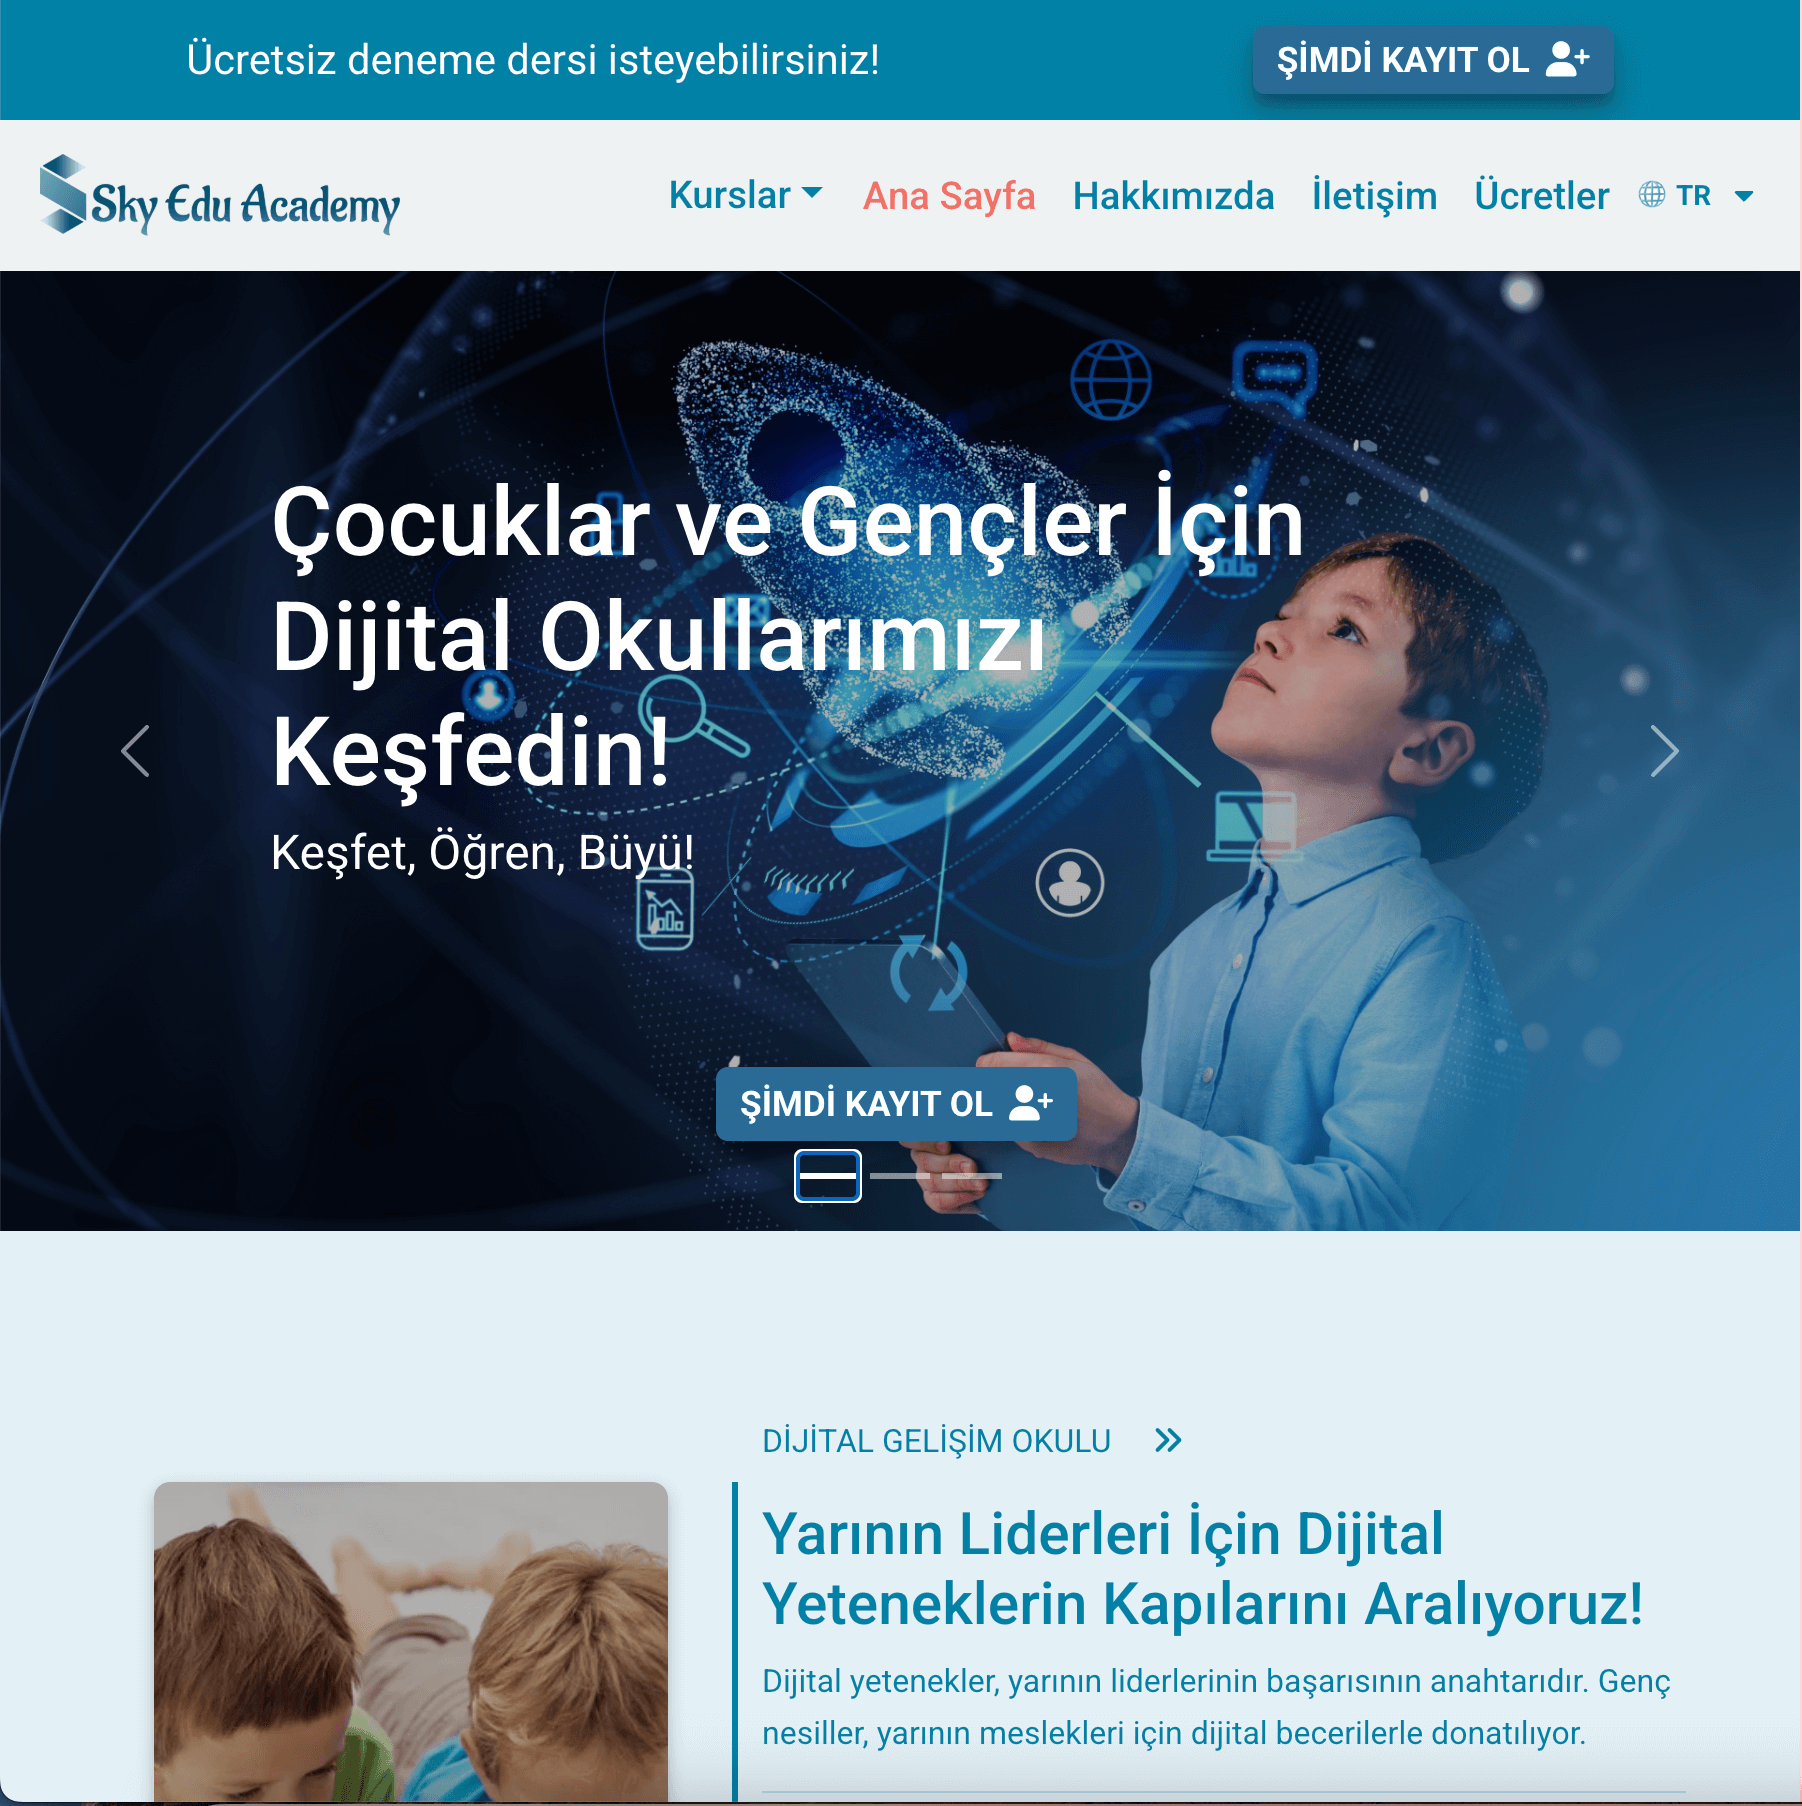 Ücretsiz deneme dersi isteyebilirsiniz!
ŞİMDİ KAYIT OL
Sky Edu Academy
Kurslar
Ana Sayfa
Hakkımızda
İletişim
Ücretler
TR
Çocuklar ve Gençler İçin
Dijital Okullarımızı
Keşfedin!
Keşfet, Öğren, Büyü!
ŞİMDİ KAYIT OL
DİJİTAL GELİŞİM OKULU
Yarının Liderleri İçin Dijital
Yeteneklerin Kapılarını Aralıyoruz!
Dijital yetenekler, yarının liderlerinin başarısının anahtarıdır. Genç
nesiller, yarının meslekleri için dijital becerilerle donatılıyor.